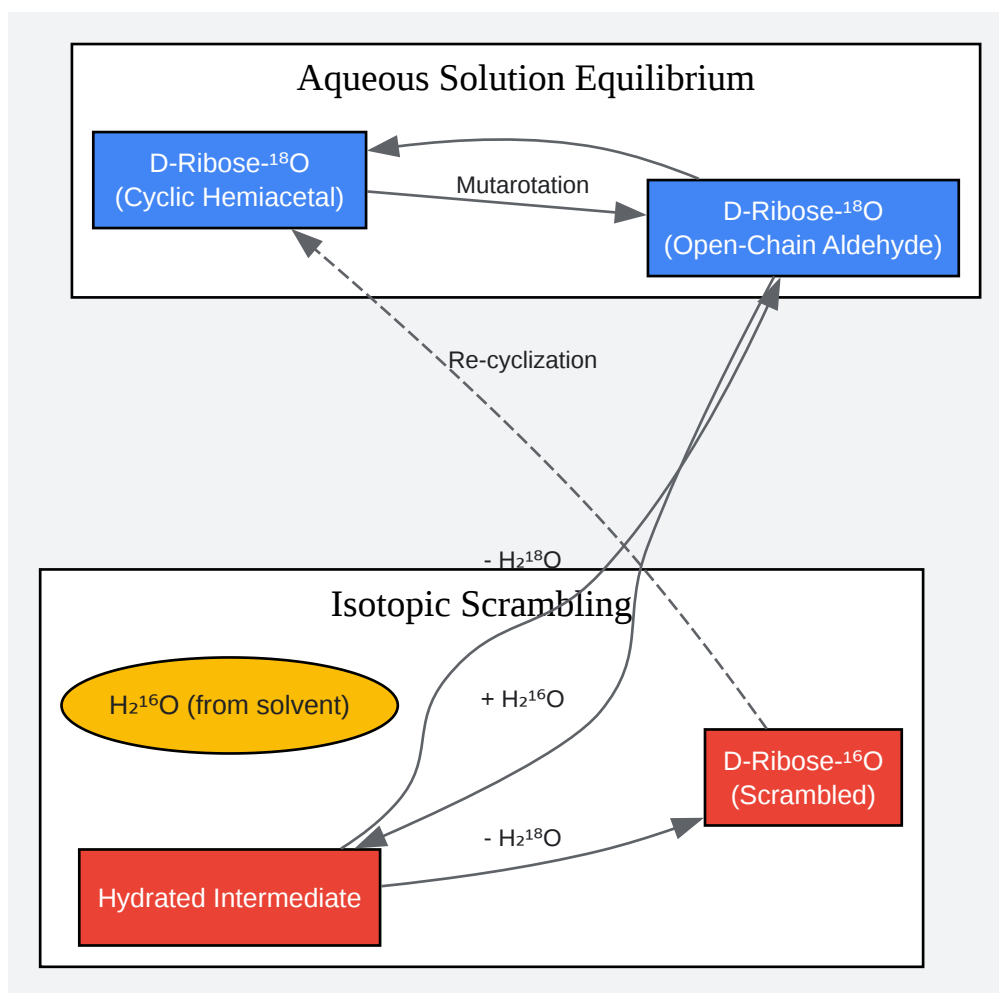 Aqueous Solution Equilibrium
D-Ribose-¹⁸O
(Cyclic Hemiacetal)
Mutarotation
D-Ribose-¹⁸O
(Open-Chain Aldehyde)
Re-cyclization
- H₂¹⁸O
Isotopic Scrambling
H₂¹⁶O (from solvent)
+ H₂¹⁶O
D-Ribose-¹⁶O
(Scrambled)
- H₂¹⁸O
Hydrated Intermediate